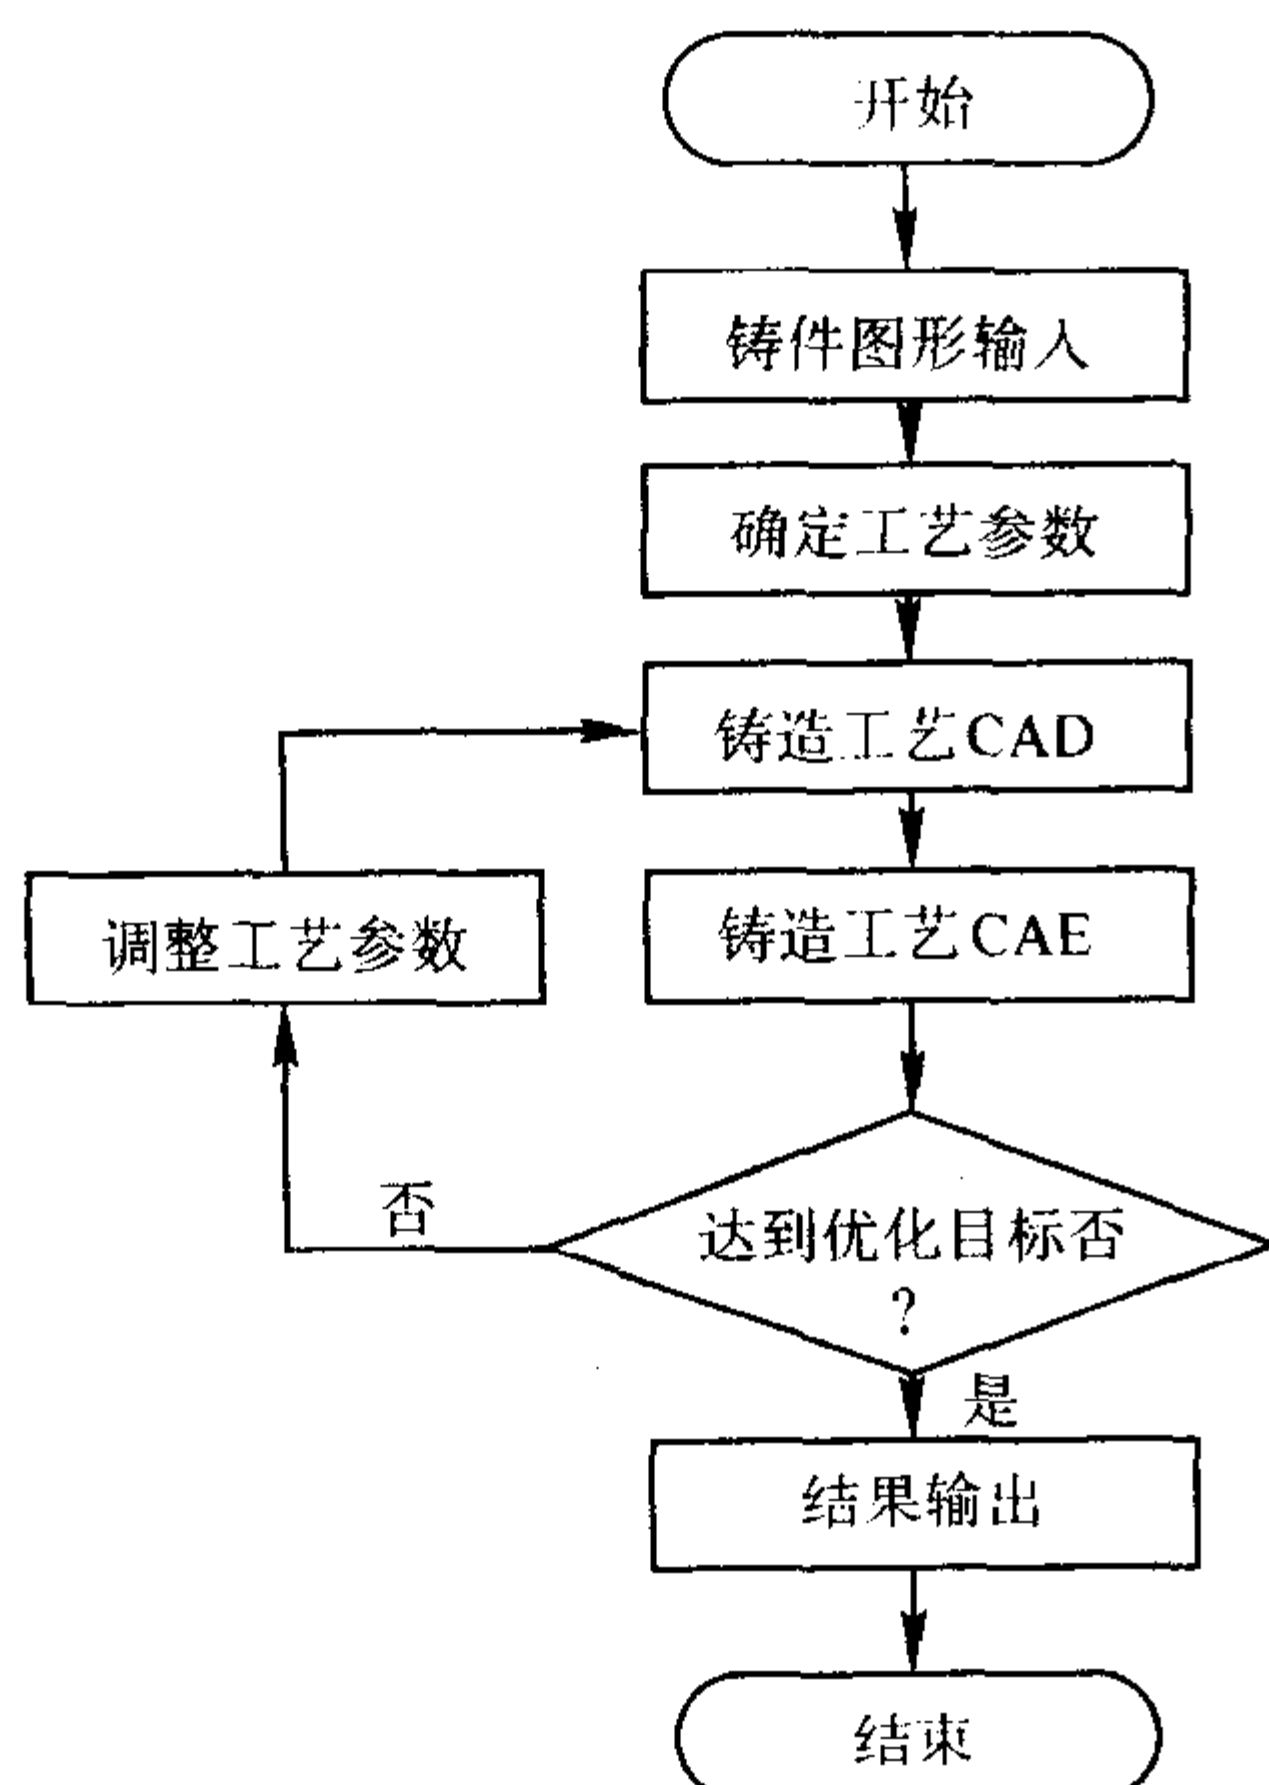 开始
铸件图形输入
确定工艺参数
铸造工艺CAD
调整工艺参数
铸造工艺CAE
否
达到优化目标否
?
是
结果输出
结束